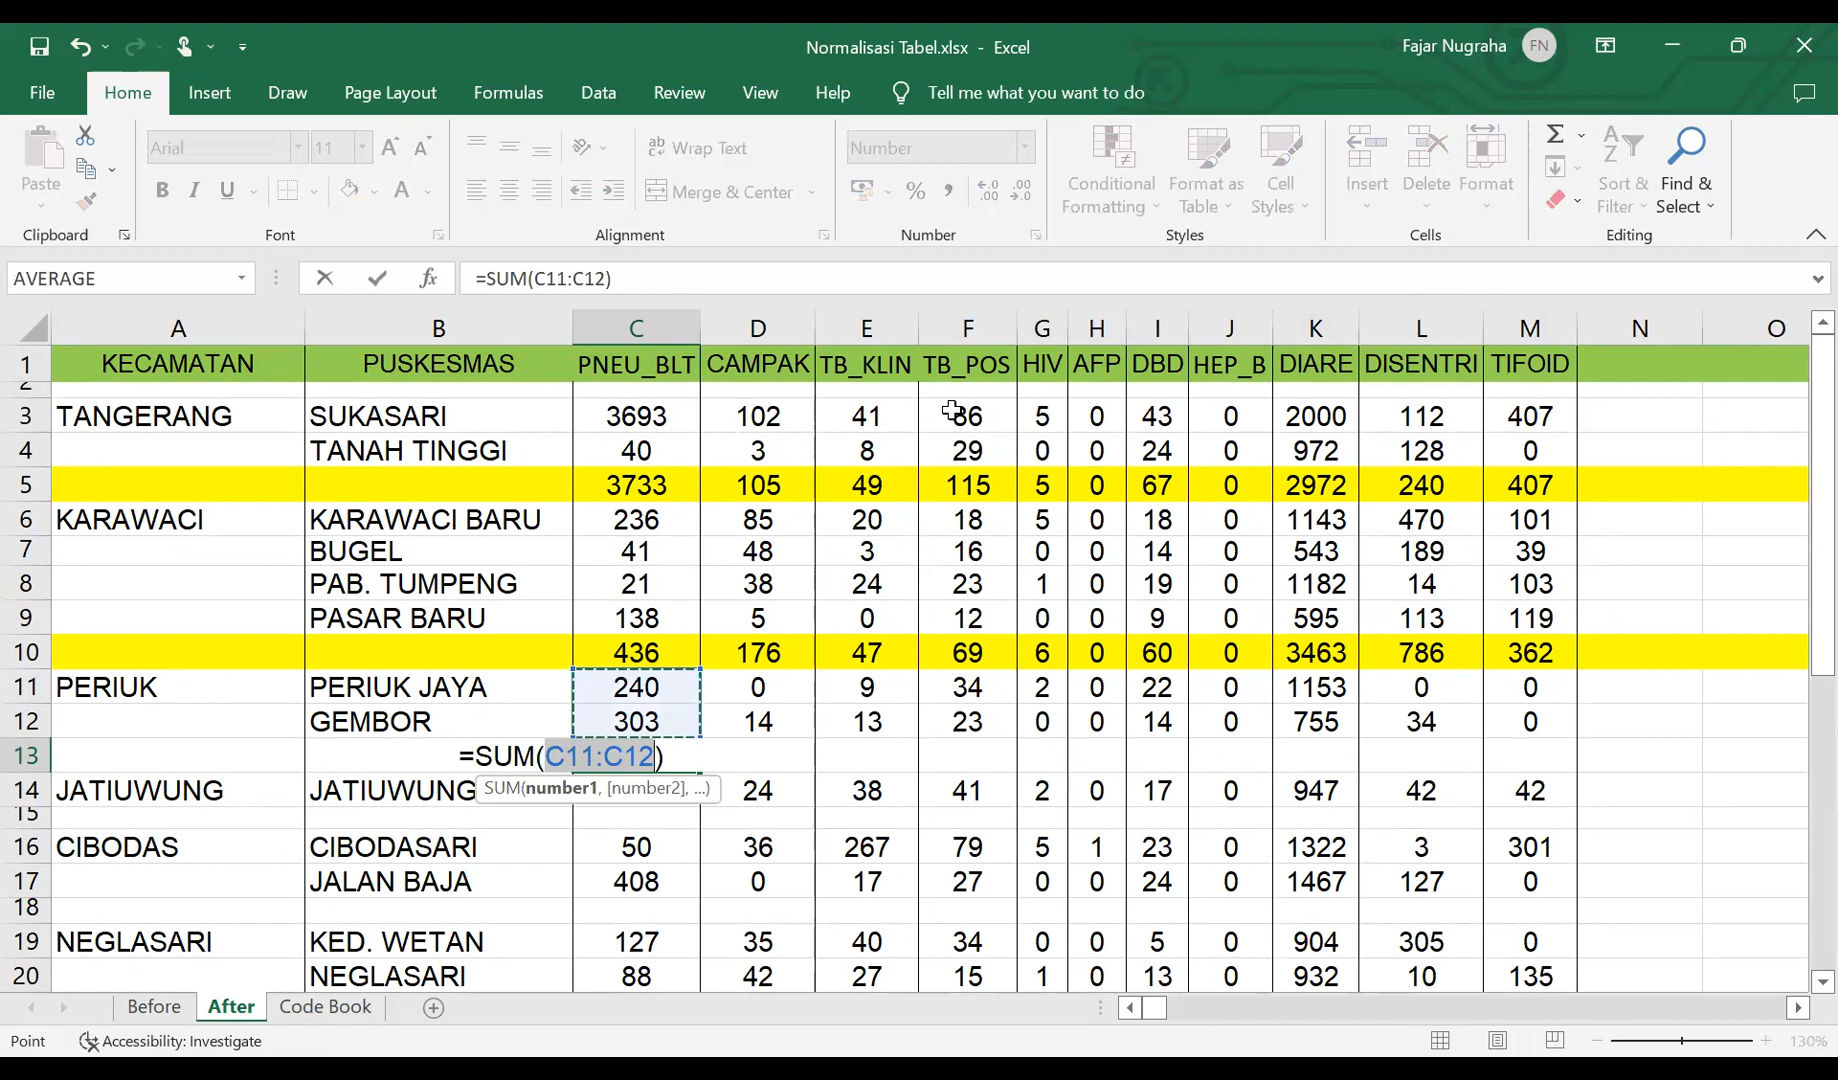 Normalisasi Tabel.xlsx - Excel
Fajar Nugraha FN
File Home Insert Draw Page Layout Formulas Data Review View Help Tell me what you want to do
Paste
Clipboard
Arial 11
B I U A
Font
ab Wrap Text
Merge & Center
Alignment
Number
% 
Number
Conditional Formatting
Format as Table
Cell Styles
Styles
Insert Delete Format
Cells
Sort & Filter
Find & Select
Editing
AVERAGE fx =SUM(C11:C12)
A B C D E F G H I J K L M N O
1 KECAMATAN PUSKESMAS PNEU_BLT CAMPAK TB_KLIN TB_POS HIV AFP DBD HEP_B DIARE DISENTRI TIFOID
2
3 TANGERANG SUKASARI 3693 102 41 86 5 0 43 0 2000 112 407
4 TANAH TINGGI 40 3 8 29 0 0 24 0 972 128 0
5 3733 105 49 115 5 0 67 0 2972 240 407
6 KARAWACI KARAWACI BARU 236 85 20 18 5 0 18 0 1143 470 101
7 BUGEL 41 48 3 16 0 0 14 0 543 189 39
8 PAB. TUMPENG 21 38 24 23 1 0 19 0 1182 14 103
9 PASAR BARU 138 5 0 12 0 0 9 0 595 113 119
10 436 176 47 69 6 0 60 0 3463 786 362
11 PERIUK PERIUK JAYA 240 0 9 34 2 0 22 0 1153 0 0
12 GEMBOR 303 14 13 23 0 0 14 0 755 34 0
13 =SUM(C11:C12)
SUM(number1, [number2], ...)
14 JATIUWUNG JATIUWUNG 24 38 41 2 0 17 0 947 42 42
15
16 CIBODAS CIBODASARI 50 36 267 79 5 1 23 0 1322 3 301
17 JALAN BAJA 408 0 17 27 0 0 24 0 1467 127 0
18
19 NEGLASARI KED. WETAN 127 35 40 34 0 0 5 0 904 305 0
20 NEGLASARI 88 42 27 15 1 0 13 0 932 10 135
Before After Code Book
Point Accessibility: Investigate 130%